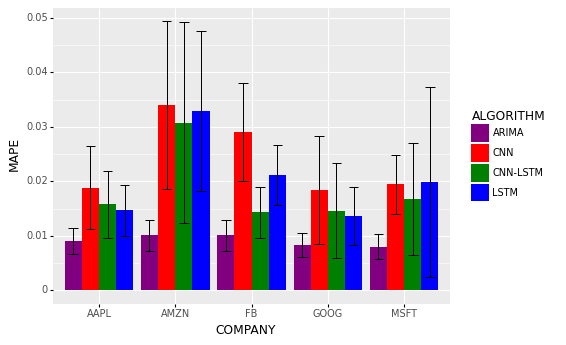 0.05
0.04
0.03
0.02
0.01
0
MAPE
AAPL AMZN FB GOOG MSFT
COMPANY
ALGORITHM
ARIMA
CNN
CNN-LSTM
LSTM